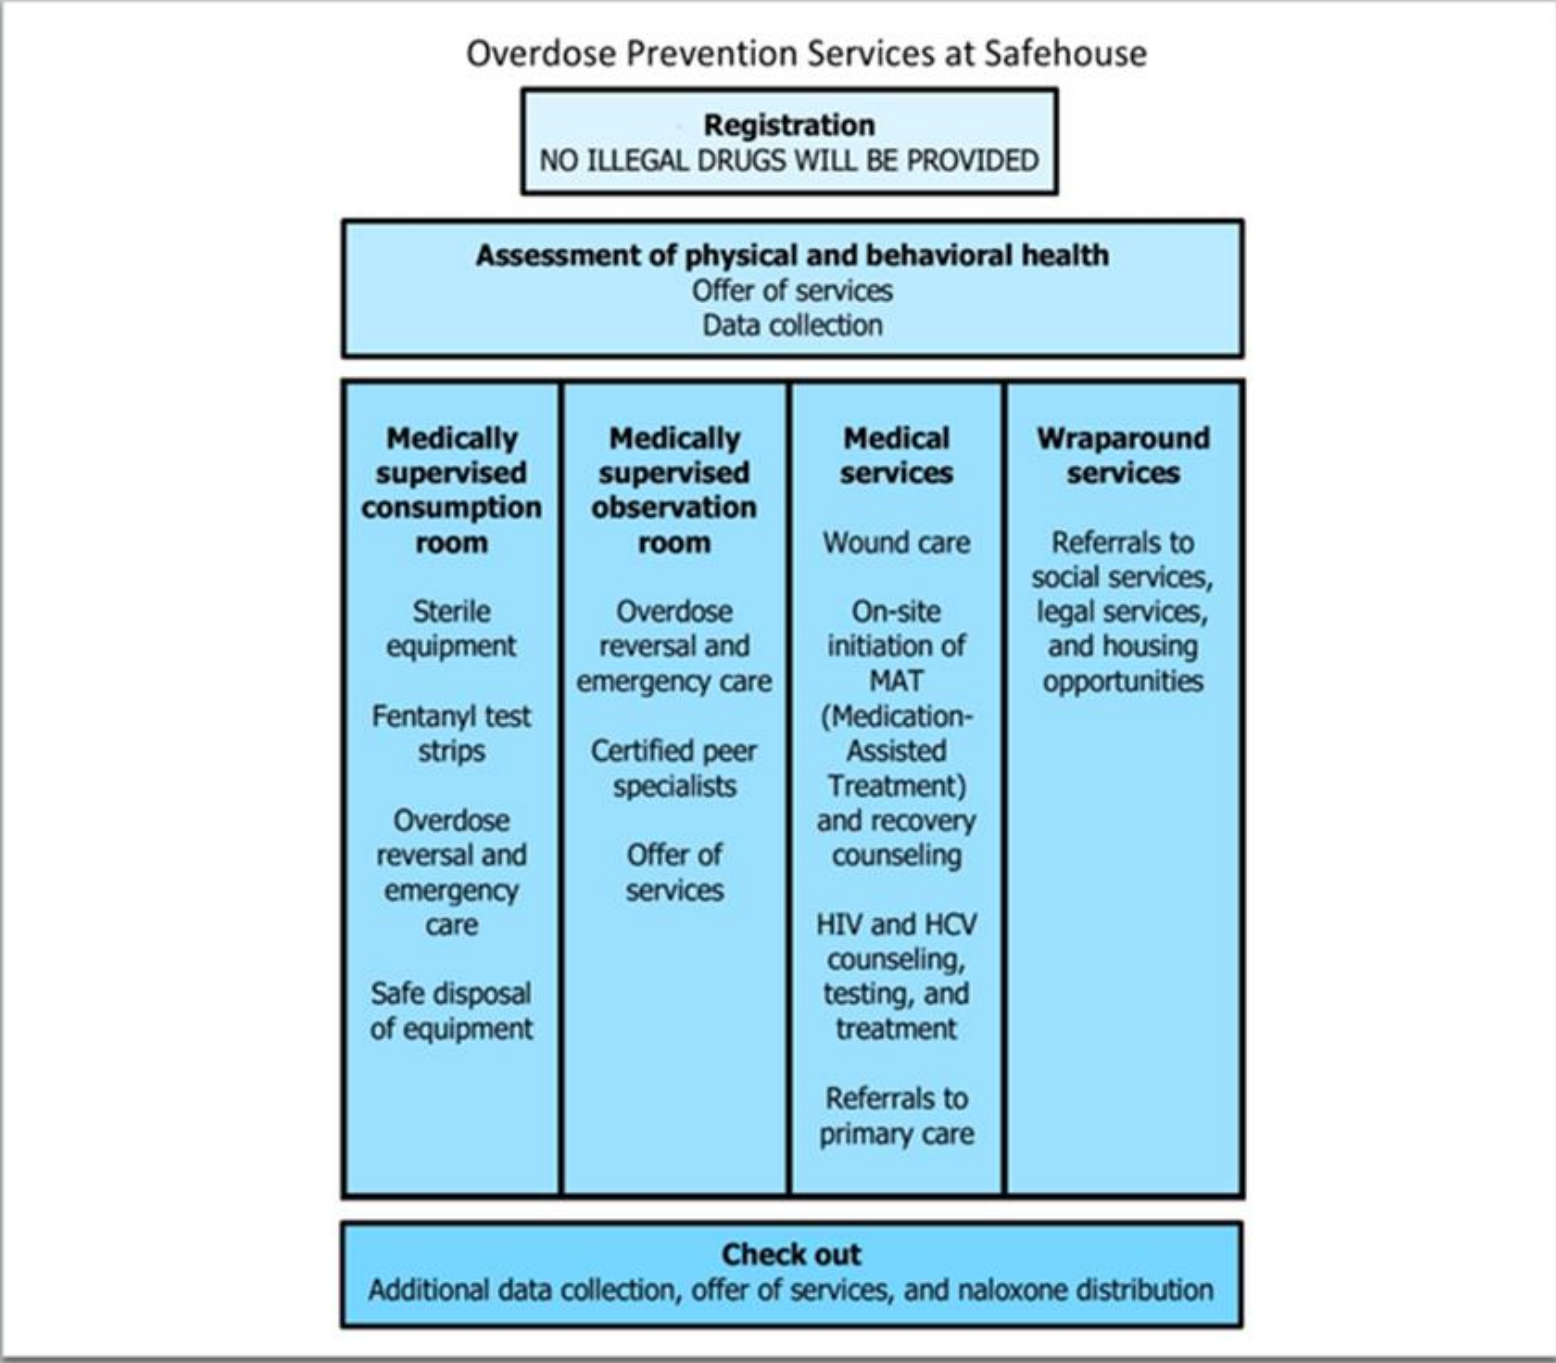 Overdose Prevention Services at Safehouse
Registration
NO ILLEGAL DRUGS WILL BE PROVIDED
Assessment of physical and behavioral health
Offer of services
Data collection
Medically
supervised
consumption
room
Sterile
equipment
Fentanyl test
strips
Overdose
reversal and
emergency
care
Safe disposal
of equipment
Medically
supervised
observation
room
Overdose
reversal and
emergency care
Certified peer
specialists
Offer of
services
Medical
services
Wound care
On-site
initiation of
MAT
(Medication-
Assisted
Treatment)
and recovery
counseling
HIV and HCV
counseling,
testing, and
treatment
Referrals to
primary care
Wraparound
services
Referrals to
social services,
legal services,
and housing
opportunities
Check out
Additional data collection, offer of services, and naloxone distribution